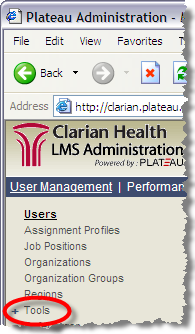 Plateau Administration - M
File Edit View Favorites
Back
Address http://clarian.plateau.
Clarian Health
LMS Administration
Powered by: PLATEAU
User Management | Performan
Users
Assignment Profiles
Job Positions
Organizations
Organization Groups
Regions
+ Tools